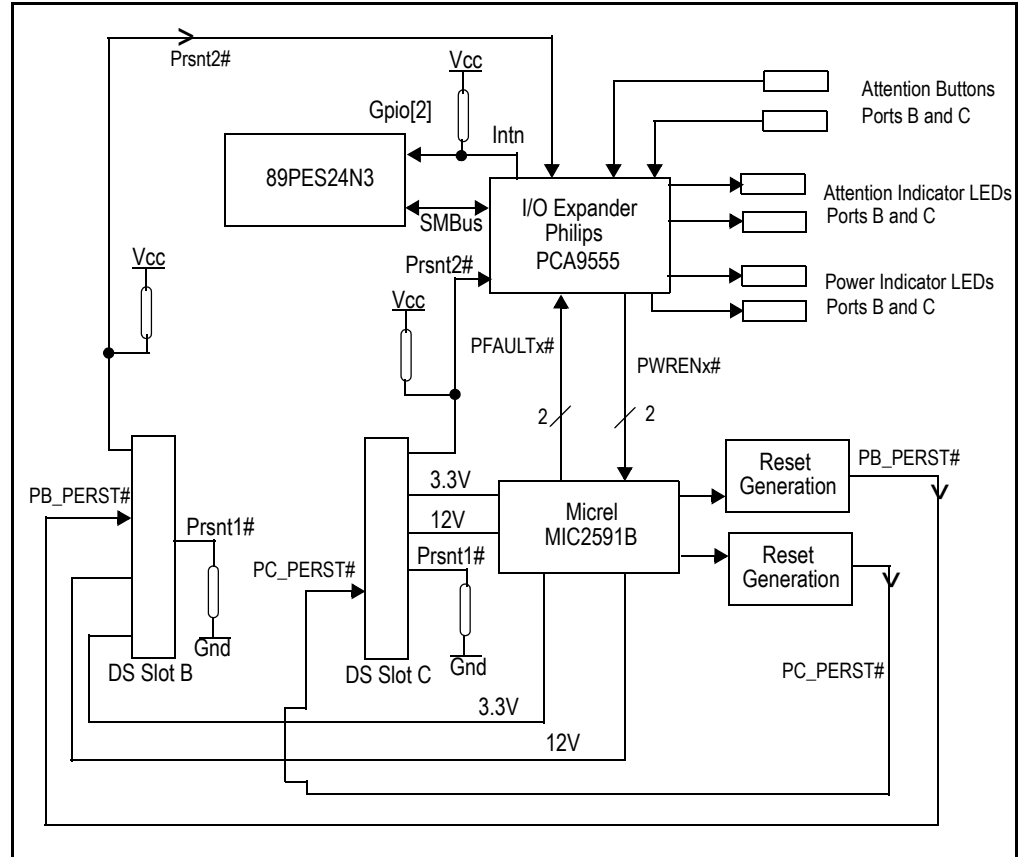 Prsnt2#
Vcc
Attention Buttons
Ports B and C
Gpio[2]
Intn
89PES24N3
I/O Expander
Philips
PCA9555
Attention Indicator LEDs
Ports B and C
SMBus
Vcc
Prsnt2#
Vcc
Power Indicator LEDs
Ports B and C
PFAULTx#
PWRENx#
2
2
Reset
Generation
PB_PERST#
PB_PERST#
3.3V
Micrel
MIC2591B
12V
Prsnt1#
Prsnt1#
Reset
Generation
PC_PERST#
Gnd
DS Slot B
Gnd
DS Slot C
PC_PERST#
3.3V
12V